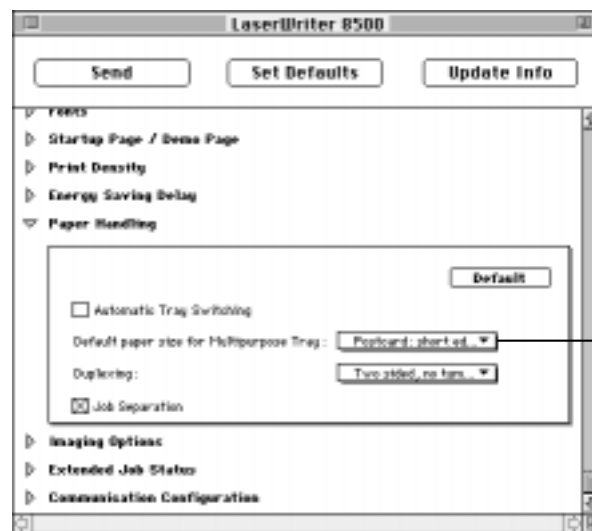 LaserWriter 8500
Send Set Defaults Update Info
Fonts
Startup Page / Demo Page
Print Density
Energy Saving Delay
Paper Handling
Default
Automatic Tray Switching
Default paper size for Multipurpose Tray: Postcard: short ed...
Duplexing: Two sided, no tum...
Job Separation
Imaging Options
Extended Job Status
Communication Configuration